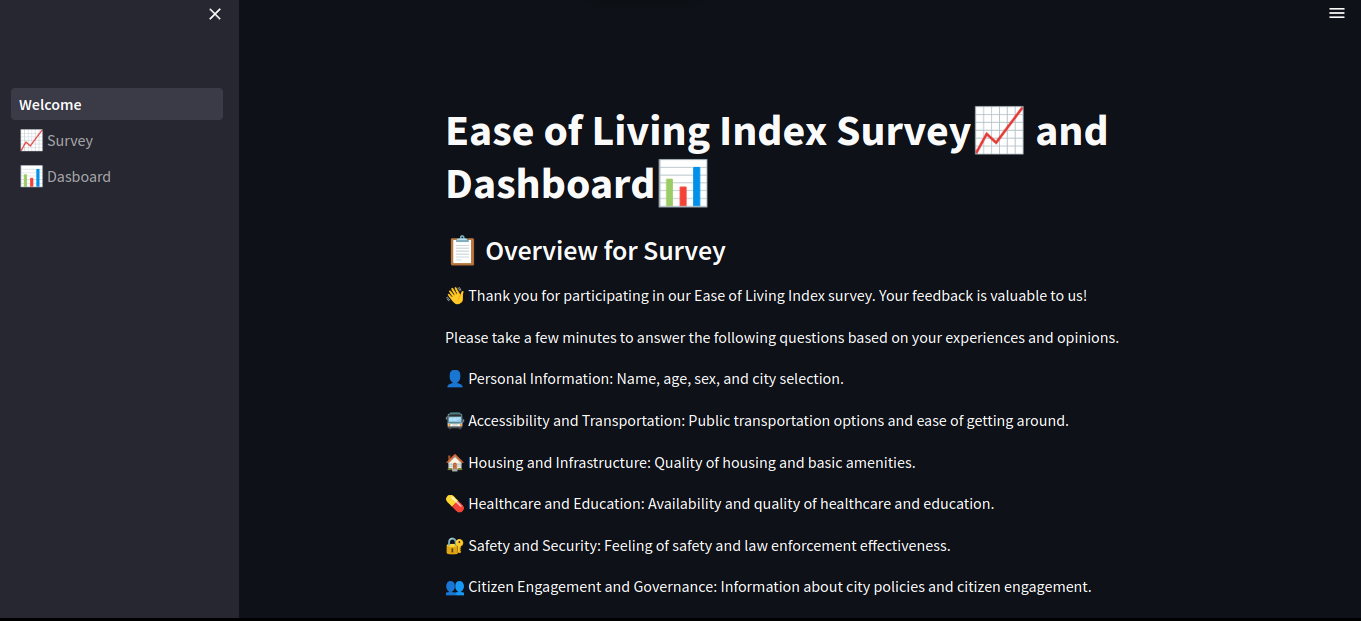 Welcome
📈 Survey
📊 Dasboard
Ease of Living Index Survey📈 and
Dashboard📊
📋 Overview for Survey
👋 Thank you for participating in our Ease of Living Index survey. Your feedback is valuable to us!
Please take a few minutes to answer the following questions based on your experiences and opinions.
👤 Personal Information: Name, age, sex, and city selection.
🚍 Accessibility and Transportation: Public transportation options and ease of getting around.
🏠 Housing and Infrastructure: Quality of housing and basic amenities.
💊 Healthcare and Education: Availability and quality of healthcare and education.
🔐 Safety and Security: Feeling of safety and law enforcement effectiveness.
👥 Citizen Engagement and Governance: Information about city policies and citizen engagement.